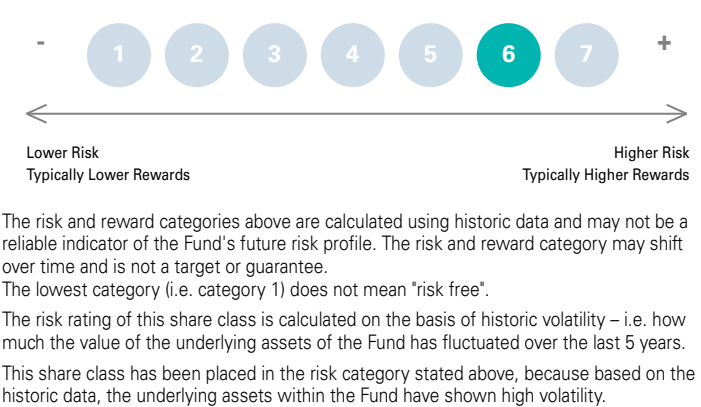 - 1 2 3 4 5 6 7 +
Lower Risk Higher Risk
Typically Lower Rewards Typically Higher Rewards
The risk and reward categories above are calculated using historic data and may not be a
reliable indicator of the Fund's future risk profile. The risk and reward category may shift
over time and is not a target or guarantee.
The lowest category (i.e. category 1) does not mean "risk free".
The risk rating of this share class is calculated on the basis of historic volatility – i.e. how
much the value of the underlying assets of the Fund has fluctuated over the last 5 years.
This share class has been placed in the risk category stated above, because based on the
historic data, the underlying assets within the Fund have shown high volatility.